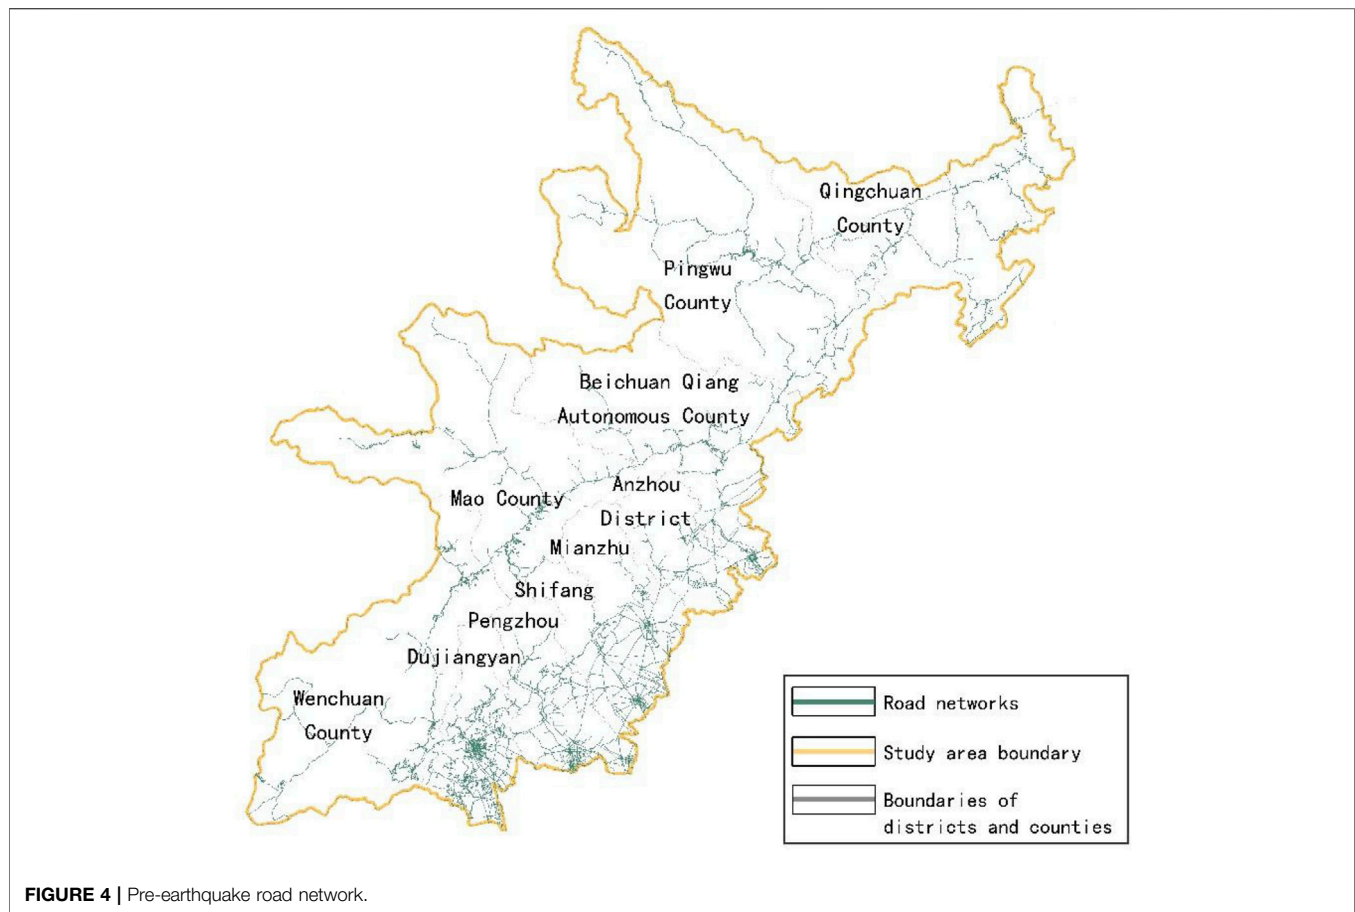 Qingchuan
County
Pingwu
County
Beichuan Qiang
Autonomous County
Anzhou
District
Mao County
Mianzhu
Shifang
Pengzhou
Dujiangyan
Wenchuan
County
Road networks
Study area boundary
Boundaries of
districts and counties
FIGURE 4 | Pre-earthquake road network.